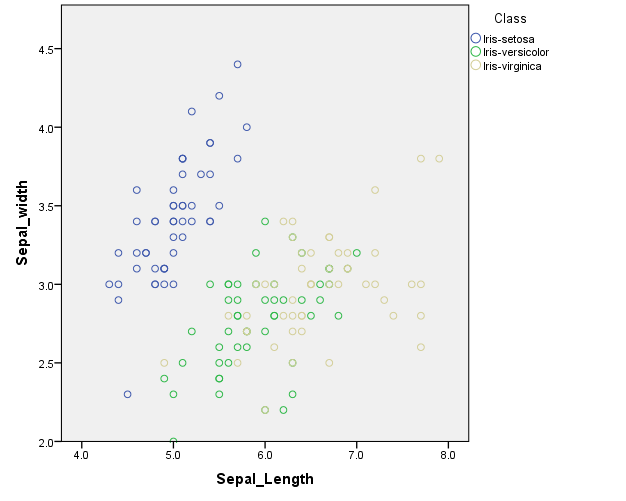 Class
Iris-setosa
Iris-versicolor
Iris-virginica
4.5
4.0
3.5
3.0
2.5
2.0
Sepal_width
4.0 5.0 6.0 7.0 8.0
Sepal_Length